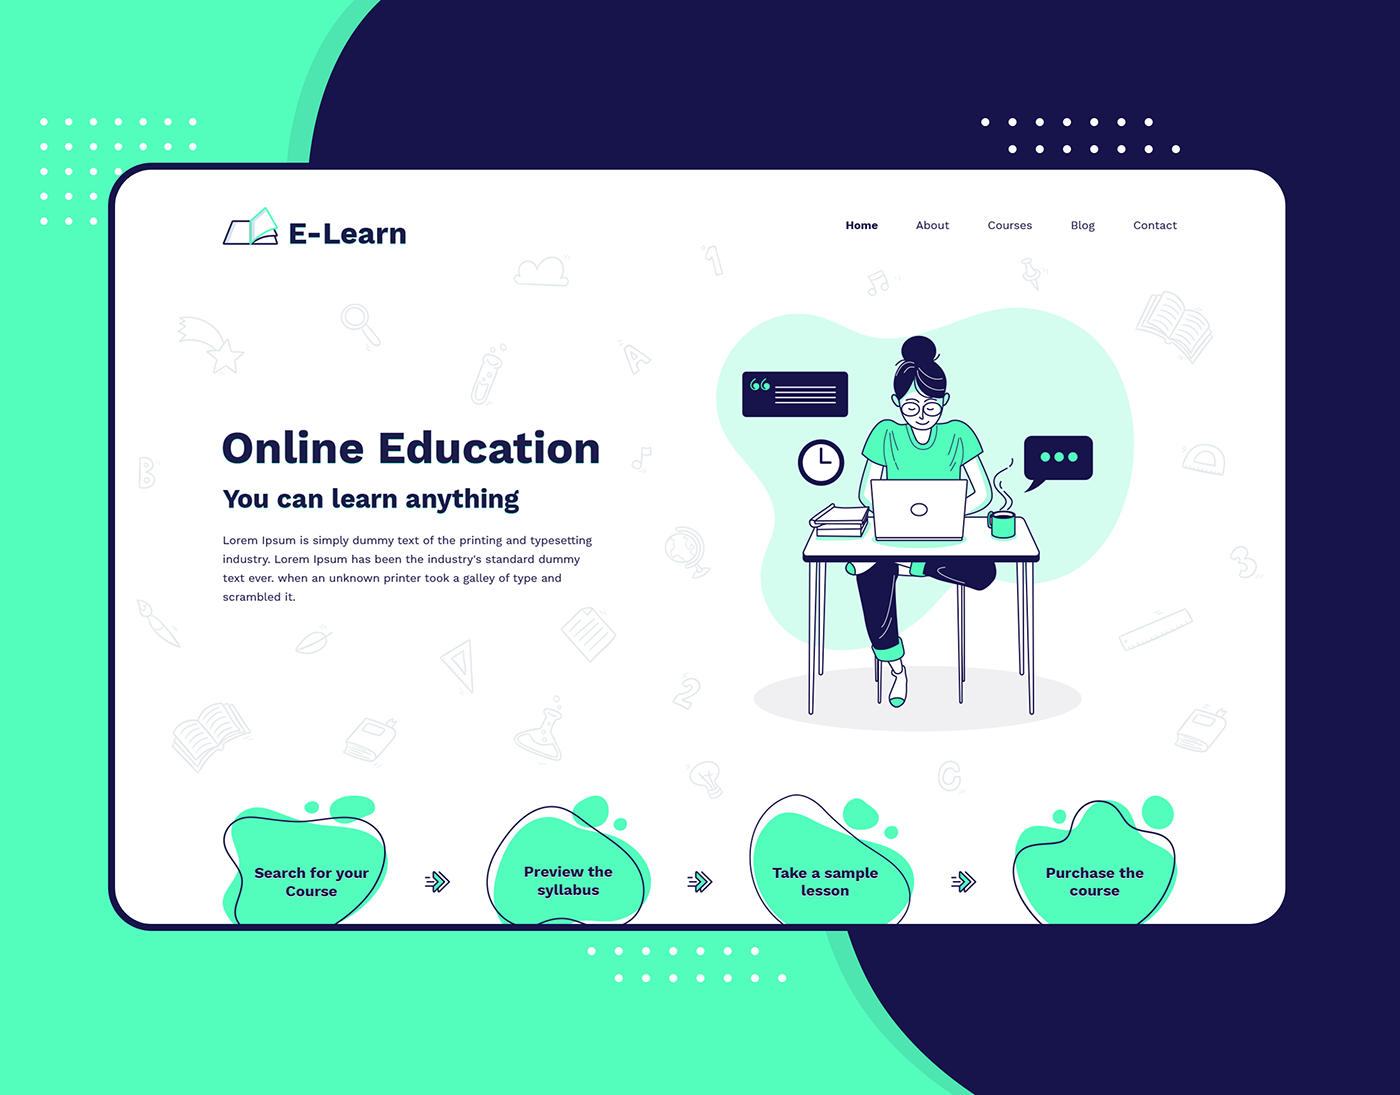 E-Learn
Home About Courses Blog Contact
1
A
B
Online Education
You can learn anything
Lorem Ipsum is simply dummy text of the printing and typesetting
industry. Lorem Ipsum has been the industry's standard dummy
text ever. when an unknown printer took a galley of type and
scrambled it.
3
2
C
Search for your
Course
Preview the
syllabus
Take a sample
lesson
Purchase the
course